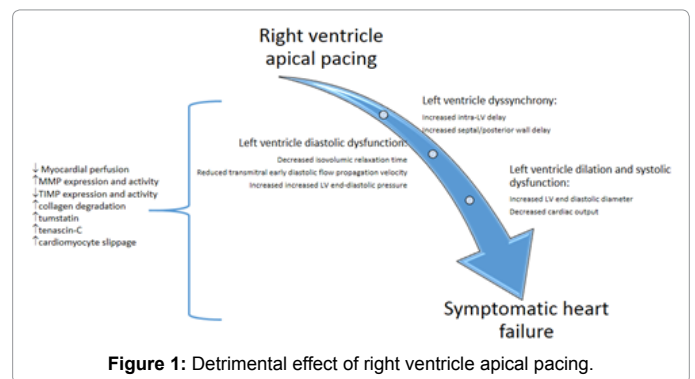 Right ventricle
apical pacing
Left ventricle dyssynchrony:
Increased intra-LV delay
Increased septal/posterior wall delay
Left ventricle diastolic dysfunction:
Decreased isovolumic relaxation time
Reduced transmitral early diastolic flow propagation velocity
Increased increased LV end-diastolic pressure
Left ventricle dilation and systolic
dysfunction:
Increased LV end diastolic diameter
Decreased cardiac output
↓ Myocardial perfusion
↑MMP expression and activity
↓TIMP expression and activity
↑collagen degradation
↑tumstatin
↑tenascin-C
↑cardiomyocyte slippage
Symptomatic heart
failure
Figure 1: Detrimental effect of right ventricle apical pacing.